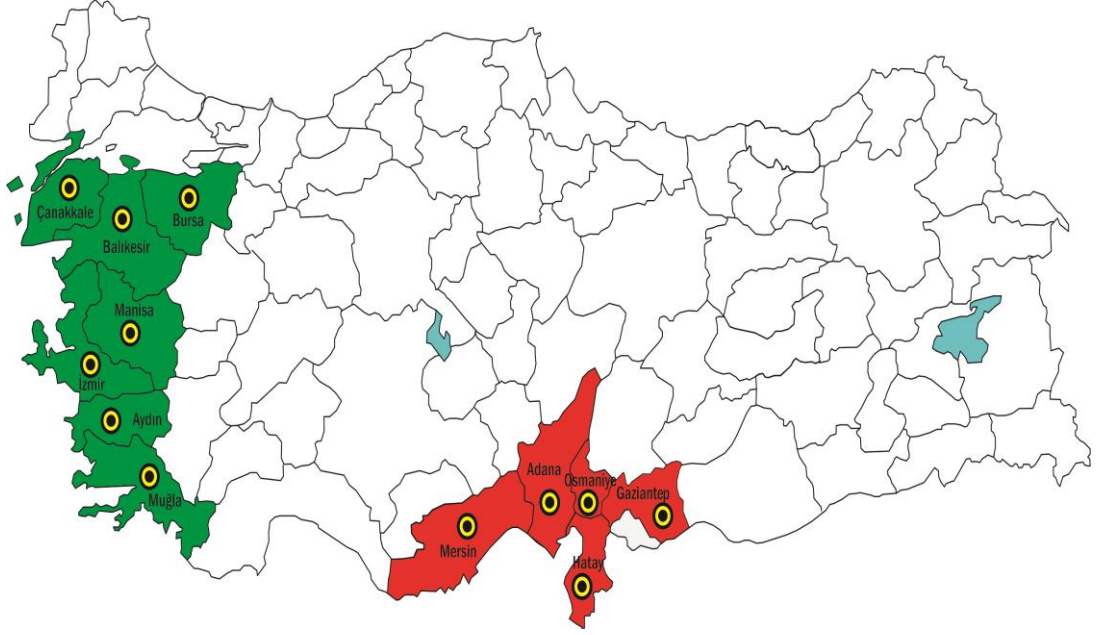 Çanakkale
Bursa
Balıkesir
Manisa
İzmir
Aydın
Muğla
Adana
Osmaniye
Gaziantep
Mersin
Hatay